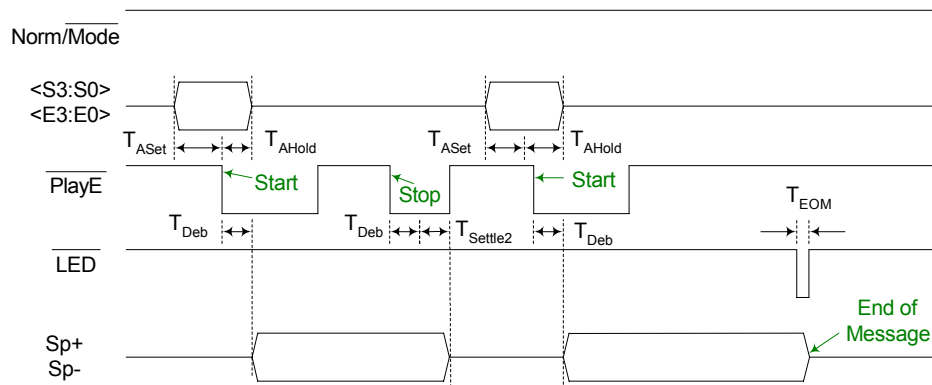 Norm/Mode
<S3:S0>
<E3:E0>
TASet TAHold TASet TAHold
PlayE Start Stop Start
TEOM
TDeb TDeb TSettle2 TDeb
LED
End of
Message
Sp+
Sp-